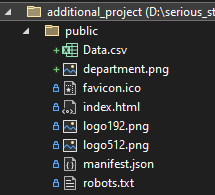 additional_project (D:\serious_st
public
Data.csv
department.png
favicon.ico
index.html
logo192.png
logo512.png
manifest.json
robots.txt